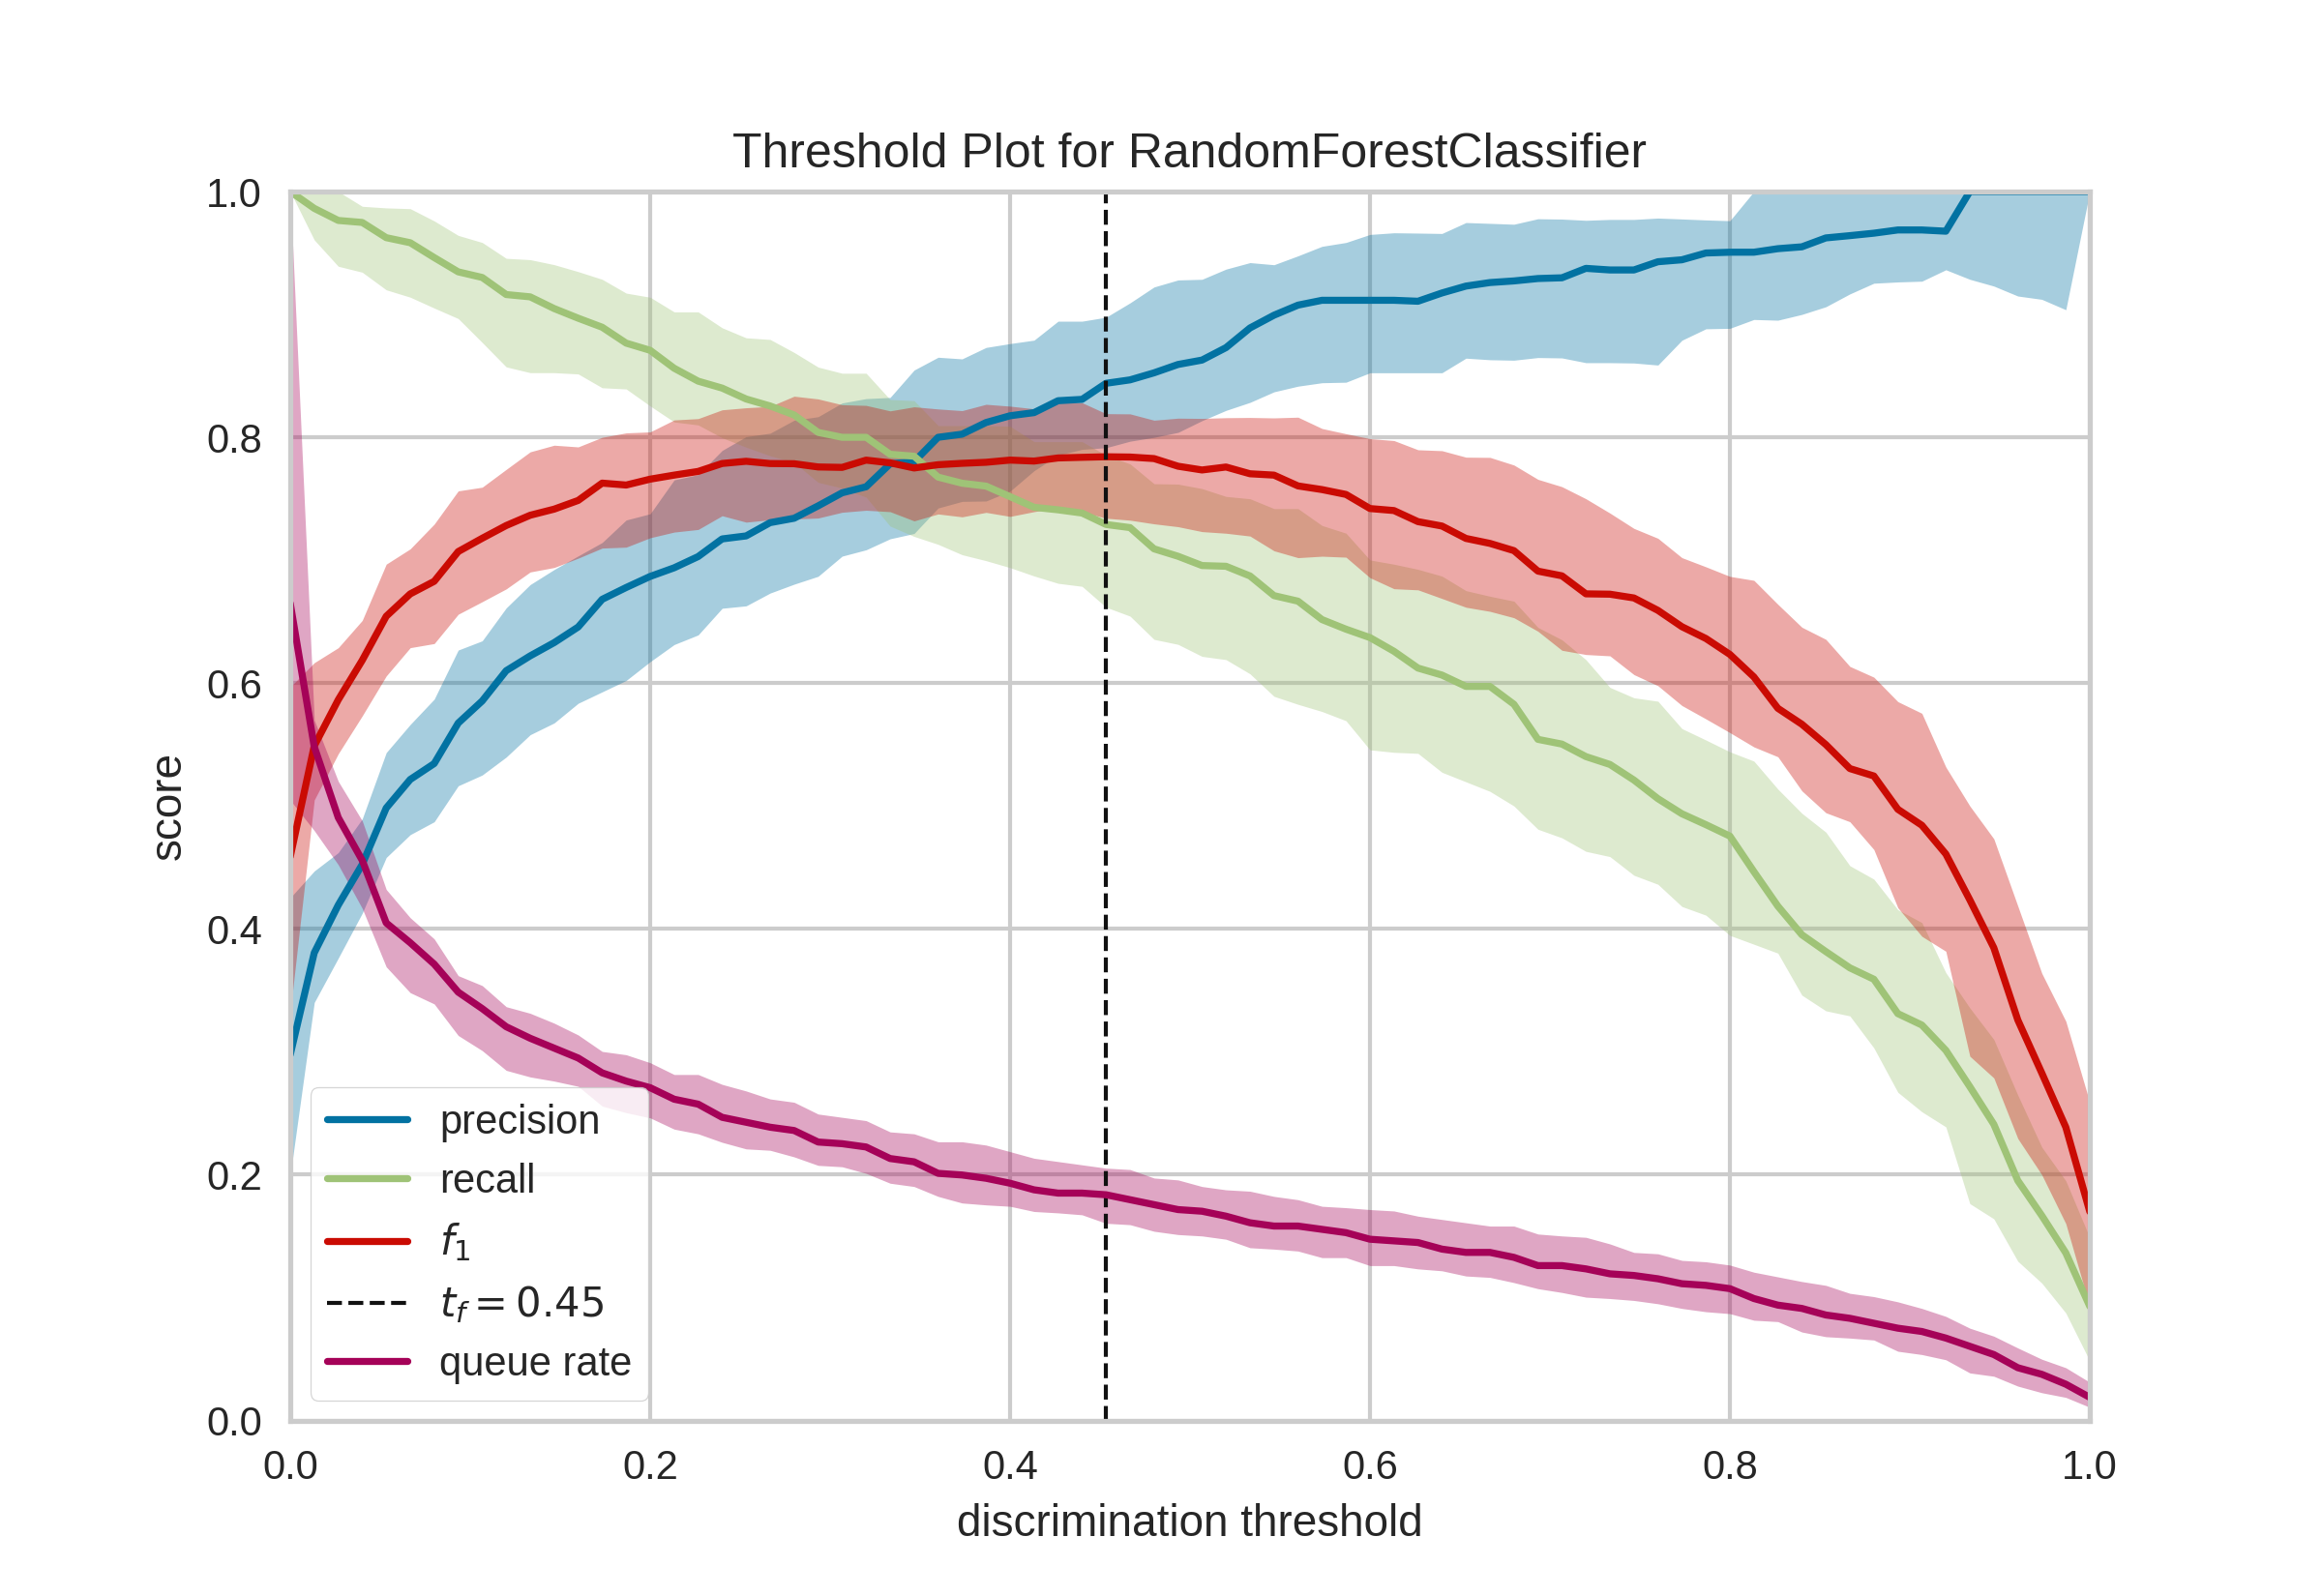 Threshold Plot for RandomForestClassifier
1.0
0.8
0.6
0.4
0.2
0.0
score
precision
recall
f1
tf = 0.45
queue rate
0.0 0.2 0.4 0.6 0.8 1.0
discrimination threshold